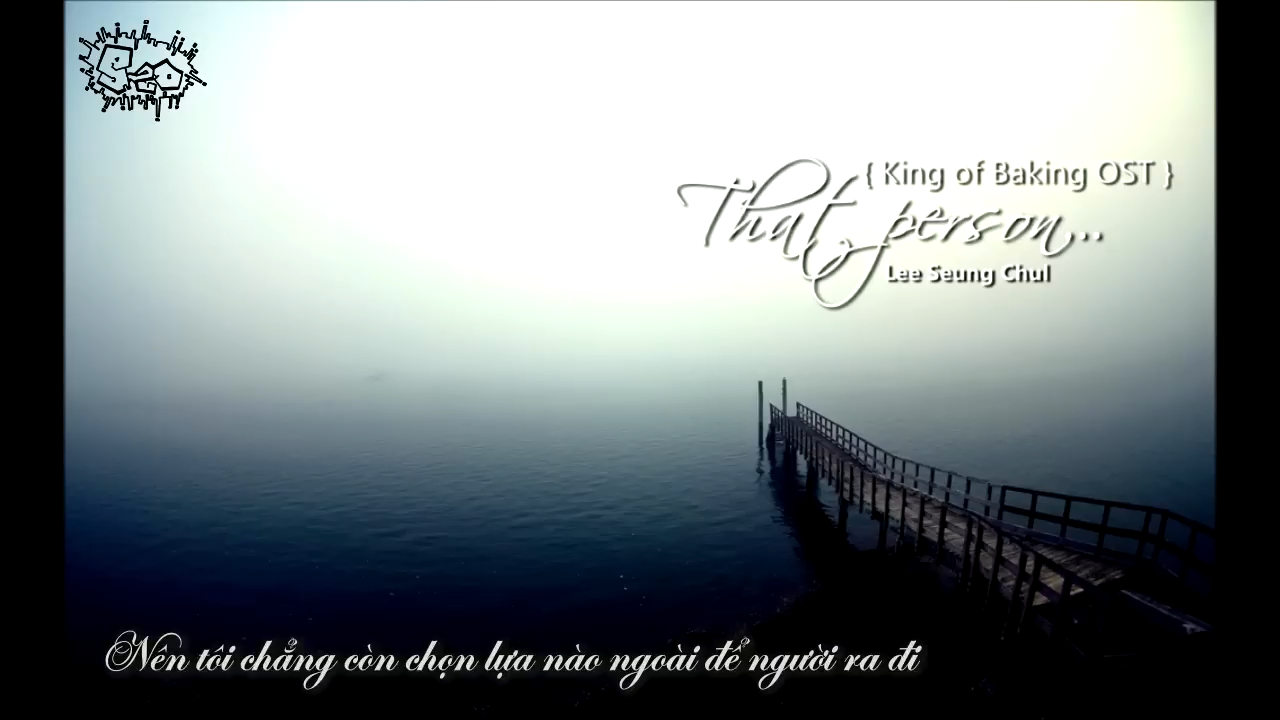 { King of Baking OST }
That person...
Lee Seung Chul
Nên tôi chẳng còn chọn lựa nào ngoài để người ra đi